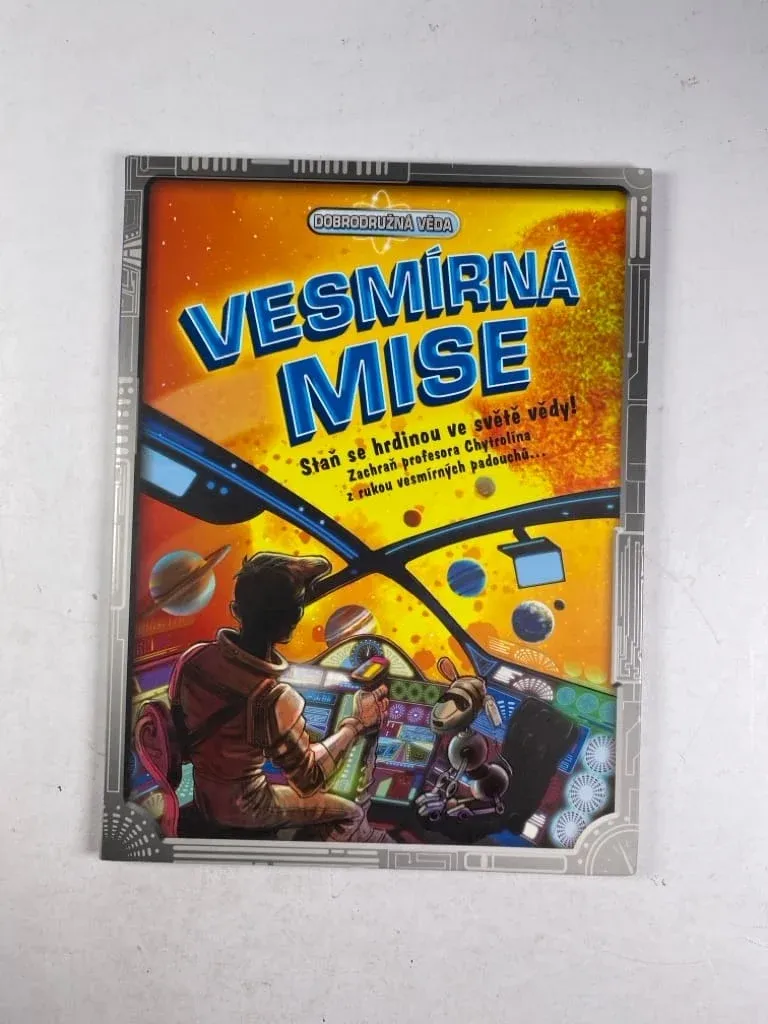 DOBRODRUŽNÁ VĚDA
VESMÍRNÁ
MISE
Staň se hrdinou ve světě vědy!
Zachraň profesora Chytrolína
z rukou vesmírných padouchů...